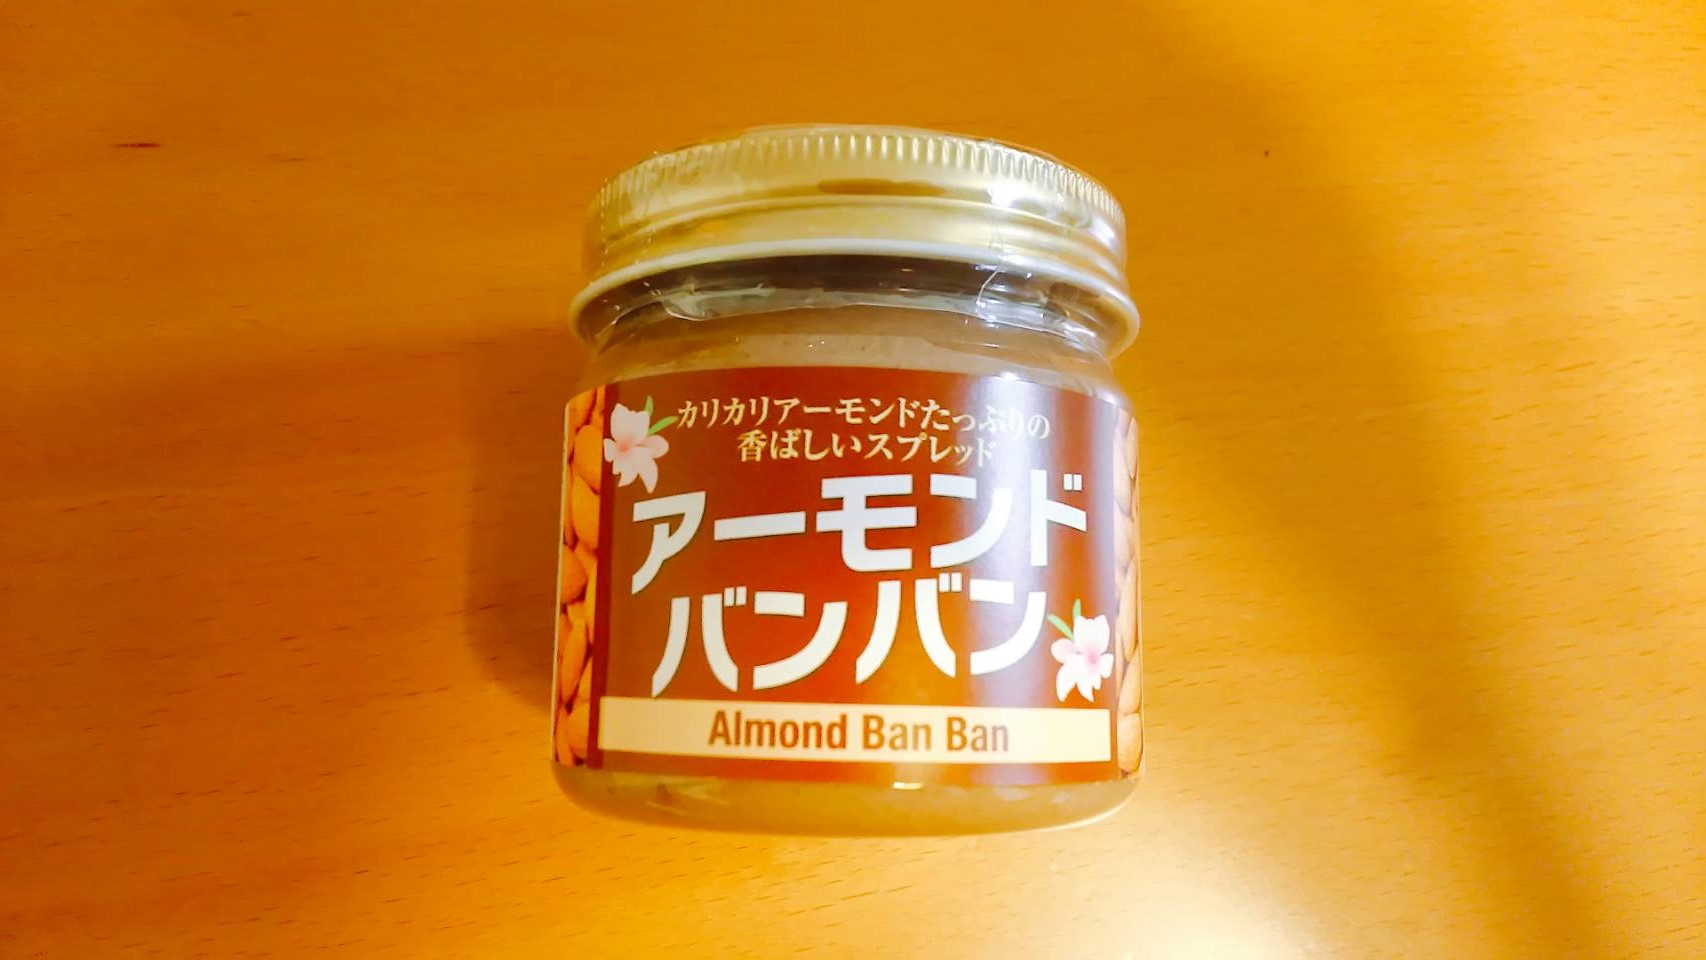 カリカリアーモンドたっぷりの
香ばしいスプレッド
アーモンド
バンバン
Almond Ban Ban